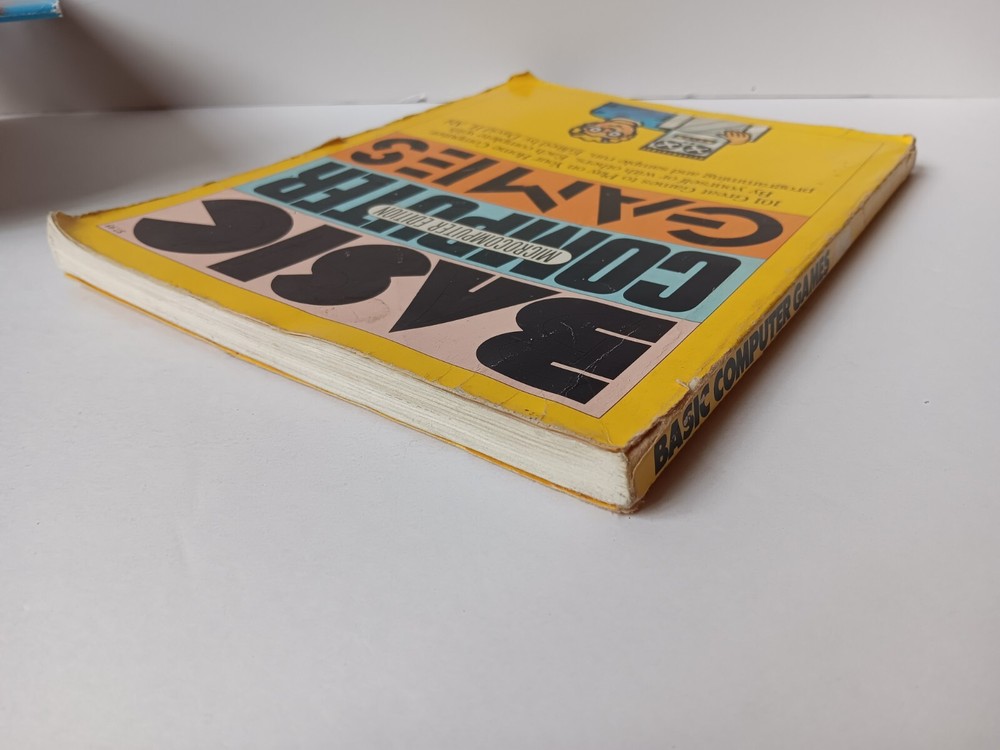 BASIC
COMPUTER
MICROCOMPUTER EDITION
GAMES
101 Great Games to Play on Your Home Computer.
By yourself or with others. Each complete with
programming and sample run. Edited by David H. Ahl
BASIC COMPUTER GAMES